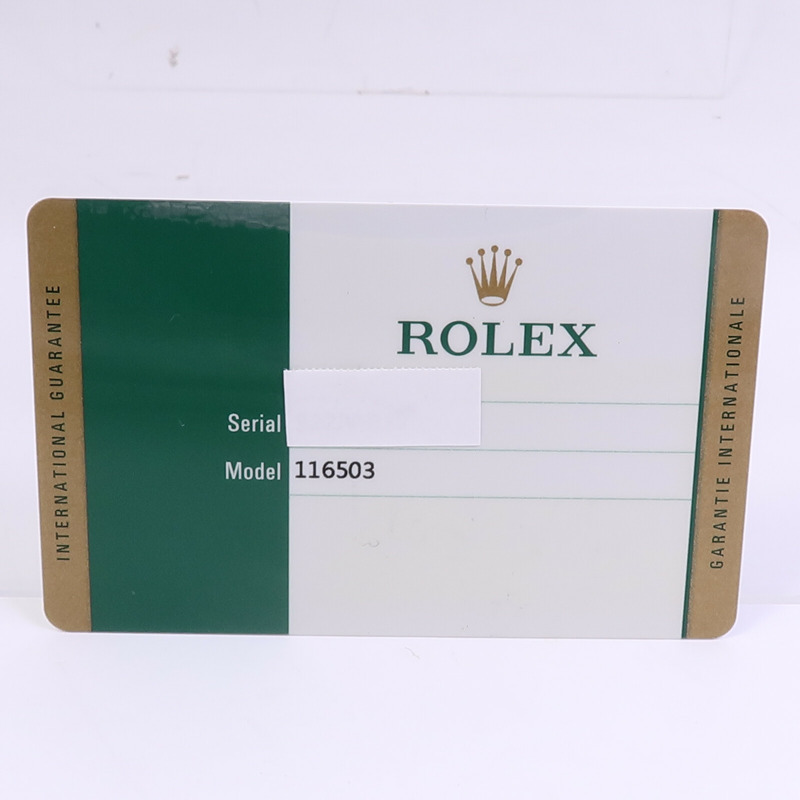 INTERNATIONAL GUARANTEE
ROLEX
Serial
Model 116503
GARANTIE INTERNATIONALE